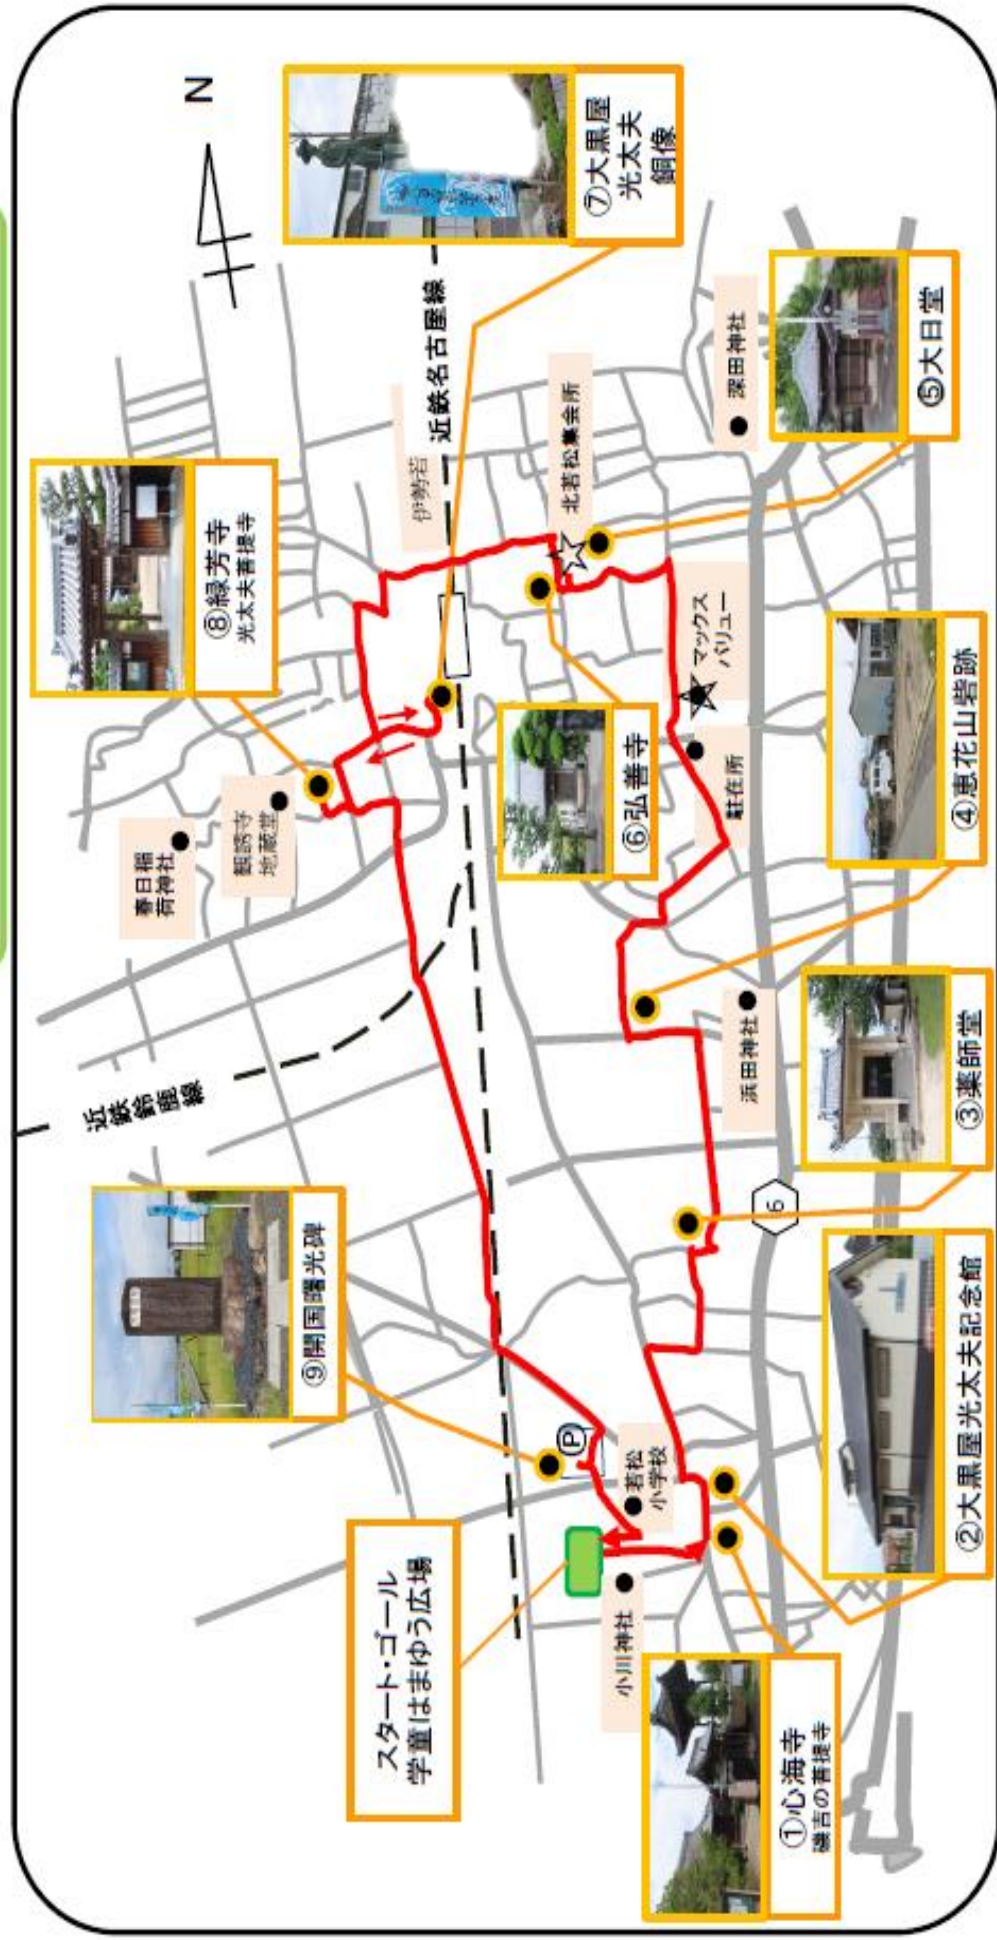 N
⑦大黒屋
光太夫
銅像
近鉄名古屋線
伊勢若
⑧緑芳寺
光太夫菩提寺
北若松集会所
深田神社
⑤大日堂
春日稲
荷神社
観誘寺
地蔵堂
⑥弘善寺
マックス
バリュー
駐在所
④恵花山砦跡
近鉄鈴鹿線
浜田神社
③薬師堂
6
⑨開国曙光碑
P
若松
小学校
②大黒屋光太夫記念館
スタート・ゴール
学童はまゆう広場
小川神社
①心海寺
磯吉の菩提寺